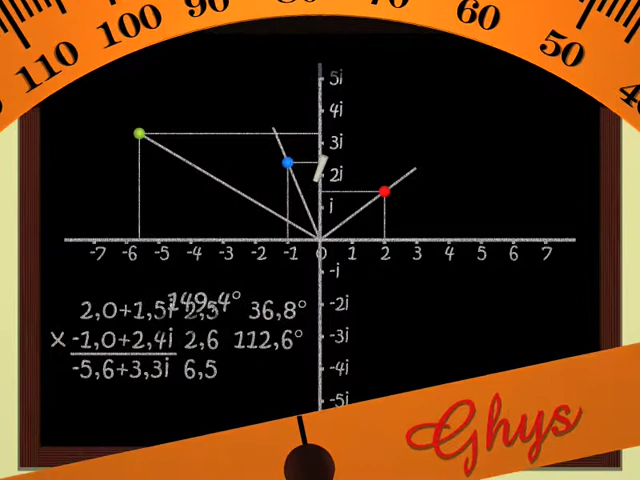 110 100 90 80 70 60 50 40
5i
4i
3i
2i
i
-7 -6 -5 -4 -3 -2 -1 0 1 2 3 4 5 6 7
-i
-2i
-3i
-4i
-5i
149,4°
2,0+1,5i 2,5 36,8°
× -1,0+2,4i 2,6 112,6°
-5,6+3,3i 6,5
Ghys